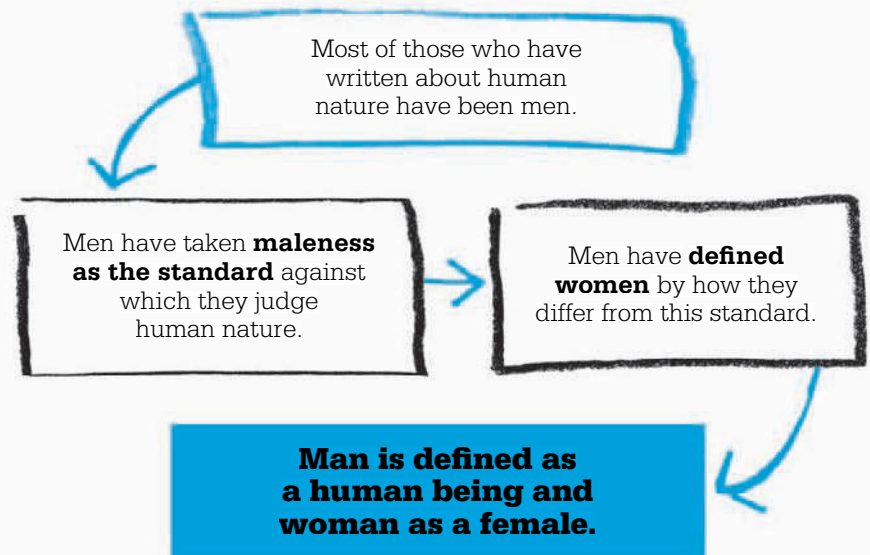 Most of those who have
written about human
nature have been men.
Men have taken maleness
as the standard against
which they judge
human nature.
Men have defined
women by how they
differ from this standard.
Man is defined as
a human being and
woman as a female.